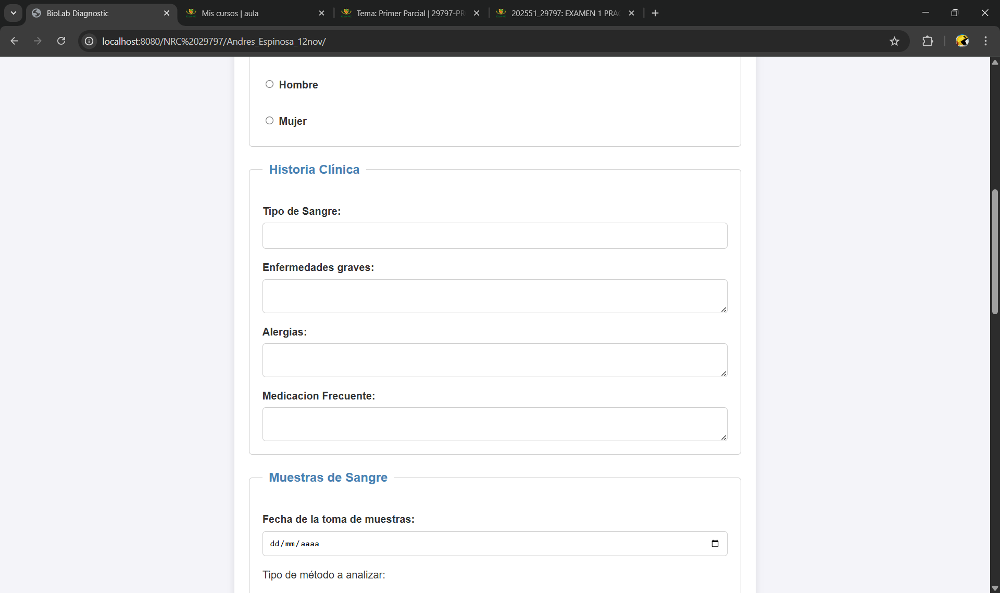 BioLab Diagnostic
Mis cursos | aula
Tema: Primer Parcial | 29797-PR
202551_29797: EXAMEN 1 PRAC
localhost:8080/NRC%2029797/Andres_Espinosa_12nov/
Hombre
Mujer
Historia Clínica
Tipo de Sangre:
Enfermedades graves:
Alergias:
Medicacion Frecuente:
Muestras de Sangre
Fecha de la toma de muestras:
dd/mm/aaaa
Tipo de método a analizar: